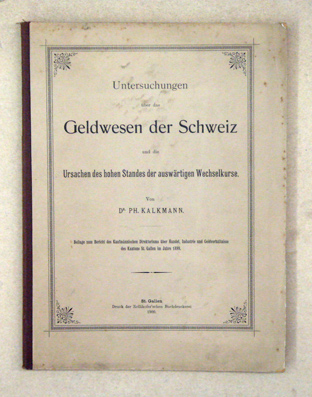 Untersuchungen
über das
Geldwesen der Schweiz
und die
Ursachen des hohen Standes der auswärtigen Wechselkurse.
Von
Dr. PH. KALKMANN.
Beilage zum Bericht des Kaufmännischen Direktoriums über Handel, Industrie und Geldverhältnisse
des Kantons St. Gallen im Jahre 1899.
St. Gallen
Druck der Zollikofer'schen Buchdruckerei
1900.